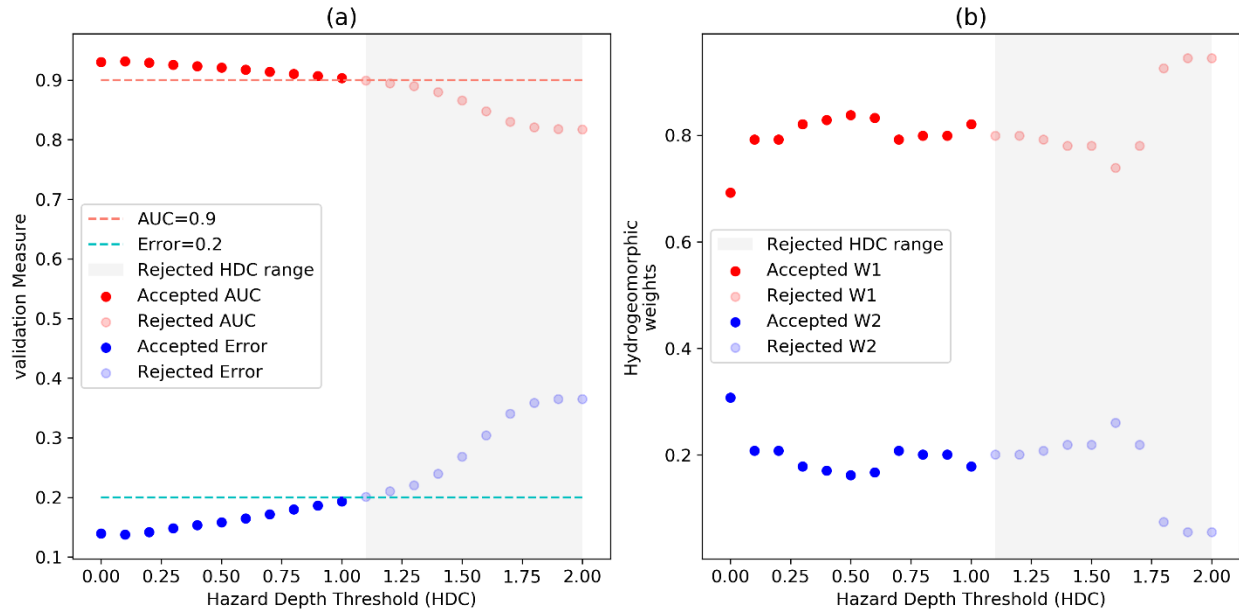 (a)
validation Measure
0.9
0.8
0.7
0.6
0.5
0.4
0.3
0.2
0.1
AUC=0.9
Error=0.2
Rejected HDC range
Accepted AUC
Rejected AUC
Accepted Error
Rejected Error
0.00 0.25 0.50 0.75 1.00 1.25 1.50 1.75 2.00
Hazard Depth Threshold (HDC)
(b)
Hydrogeomorphic
weights
0.8
0.6
0.4
0.2
Rejected HDC range
Accepted W1
Rejected W1
Accepted W2
Rejected W2
0.00 0.25 0.50 0.75 1.00 1.25 1.50 1.75 2.00
Hazard Depth Threshold (HDC)